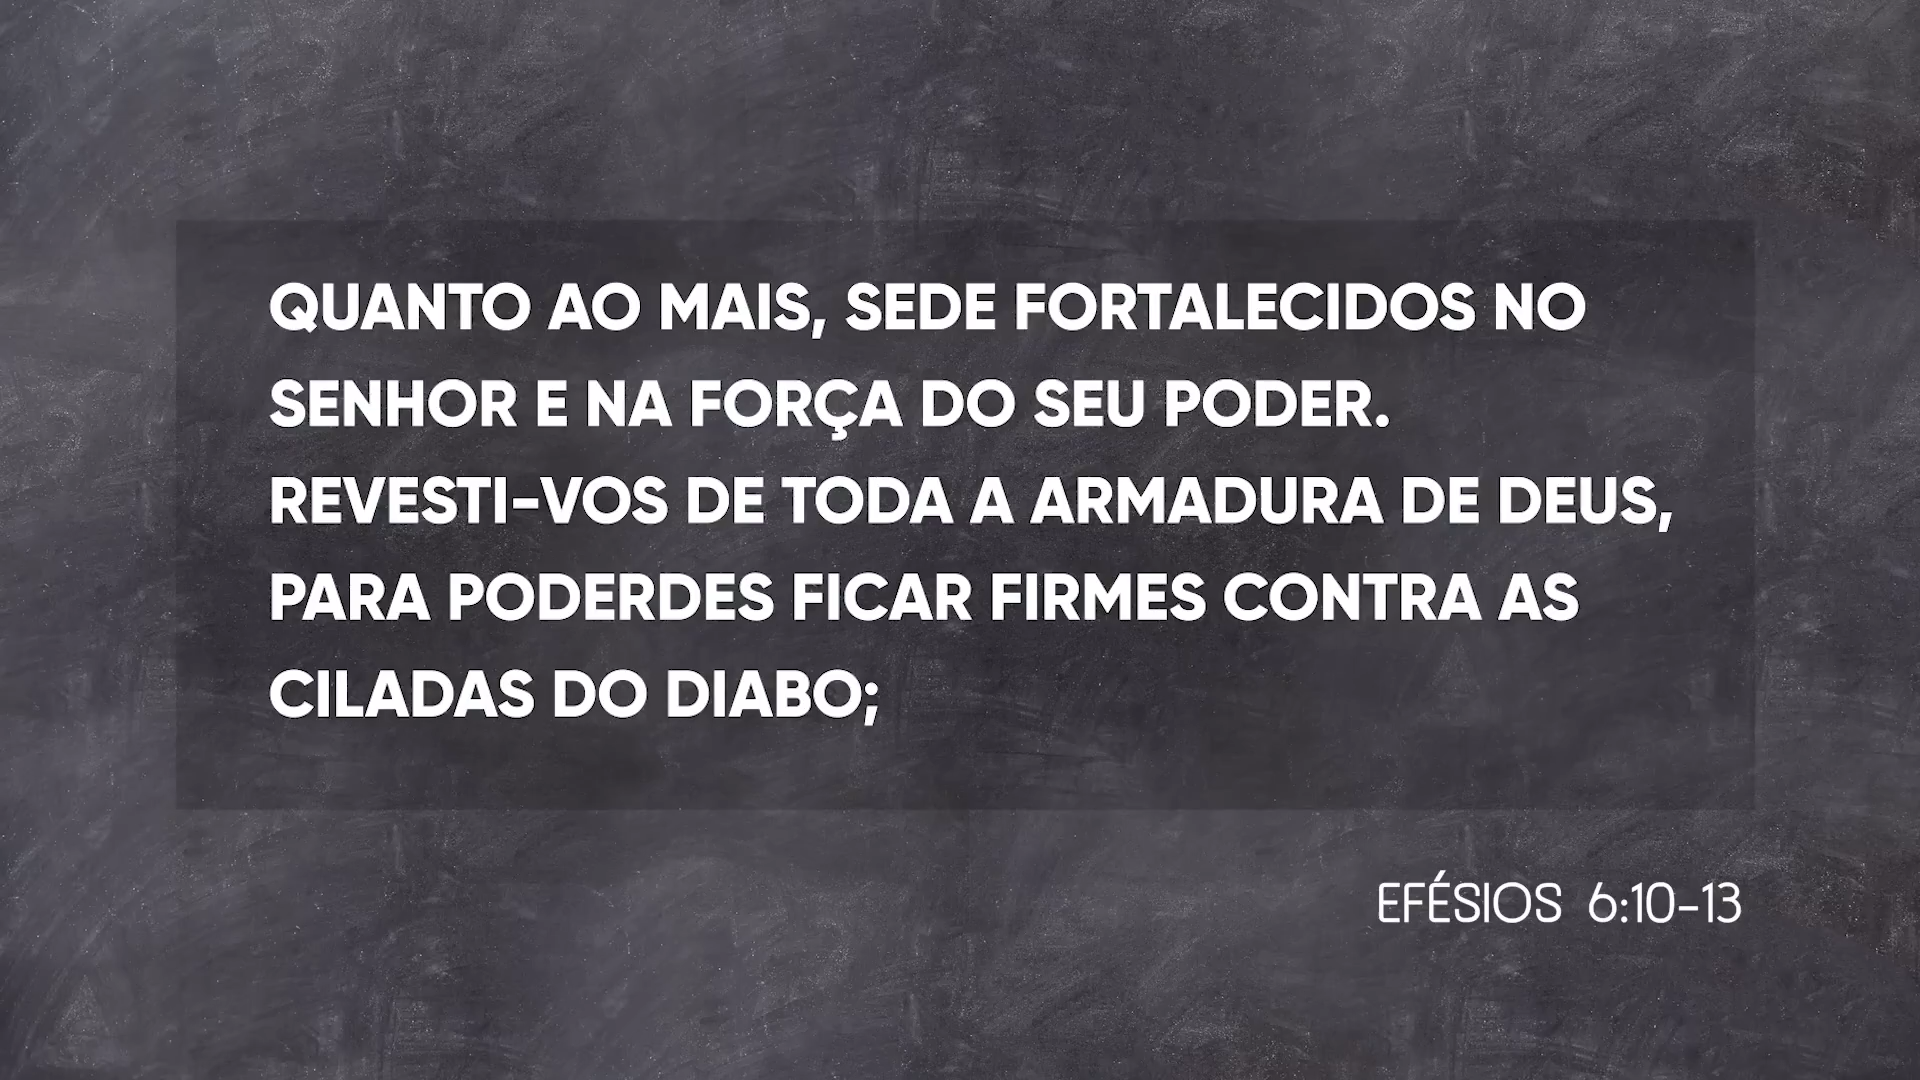 QUANTO AO MAIS, SEDE FORTALECIDOS NO
SENHOR E NA FORÇA DO SEU PODER.
REVESTI-VOS DE TODA A ARMADURA DE DEUS,
PARA PODERDES FICAR FIRMES CONTRA AS
CILADAS DO DIABO;
EFÉSIOS 6:10-13